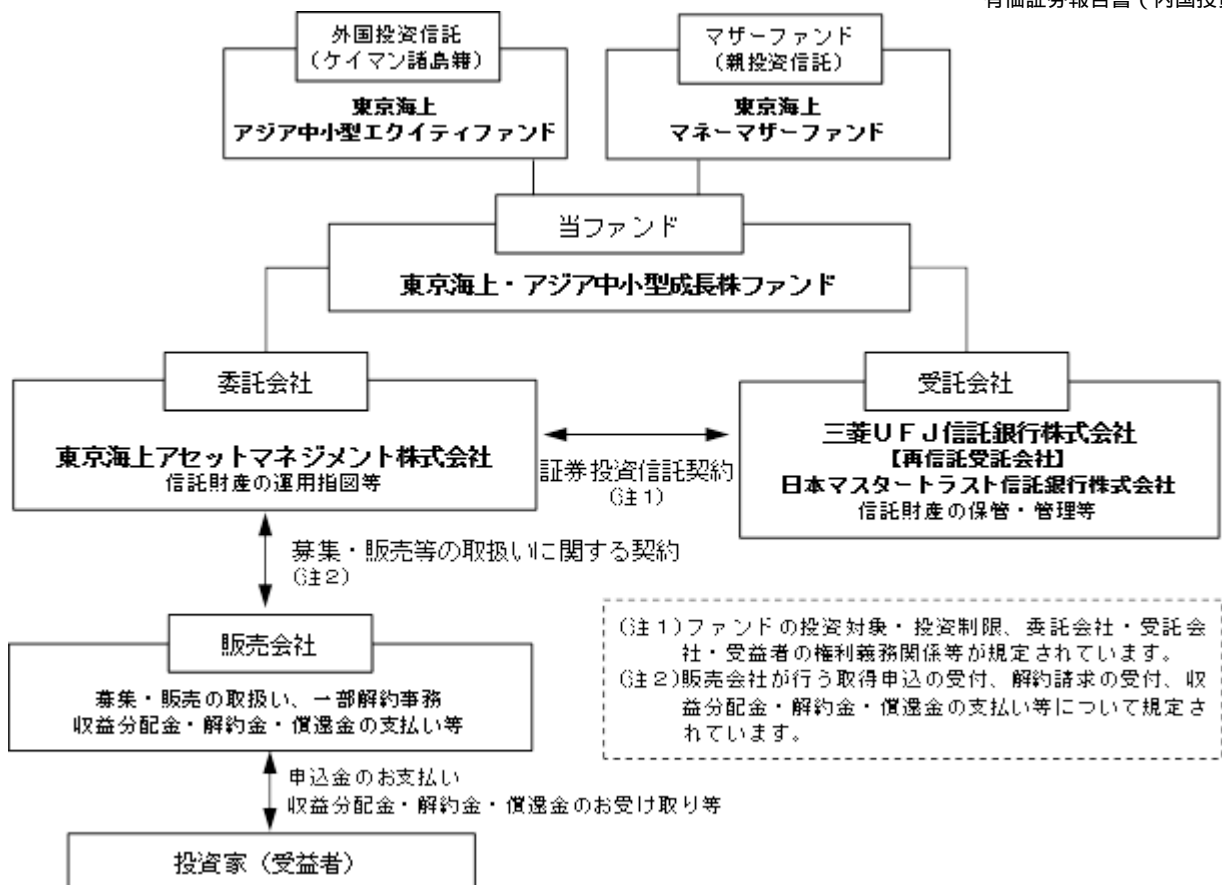 有価証券報告書(内国投資
外国投資信託
(ケイマン諸島籍)
東京海上
アジア中小型エクイティファンド
マザーファンド
(親投資信託)
東京海上
マネーマザーファンド
当ファンド
東京海上・アジア中小型成長株ファンド
委託会社
東京海上アセットマネジメント株式会社
信託財産の運用指図等
証券投資信託契約
(注1)
受託会社
三菱UFJ信託銀行株式会社
【再信託受託会社】
日本マスタートラスト信託銀行株式会社
信託財産の保管・管理等
募集・販売等の取扱いに関する契約
(注2)
販売会社
募集・販売の取扱い、一部解約事務
収益分配金・解約金・償還金の支払い等
(注1)ファンドの投資対象・投資制限、委託会社・受託会
社・受益者の権利義務関係等が規定されています。
(注2)販売会社が行う取得申込の受付、解約請求の受付、収
益分配金・解約金・償還金の支払い等について規定さ
れています。
申込金のお支払い
収益分配金・解約金・償還金のお受け取り等
投資家(受益者)